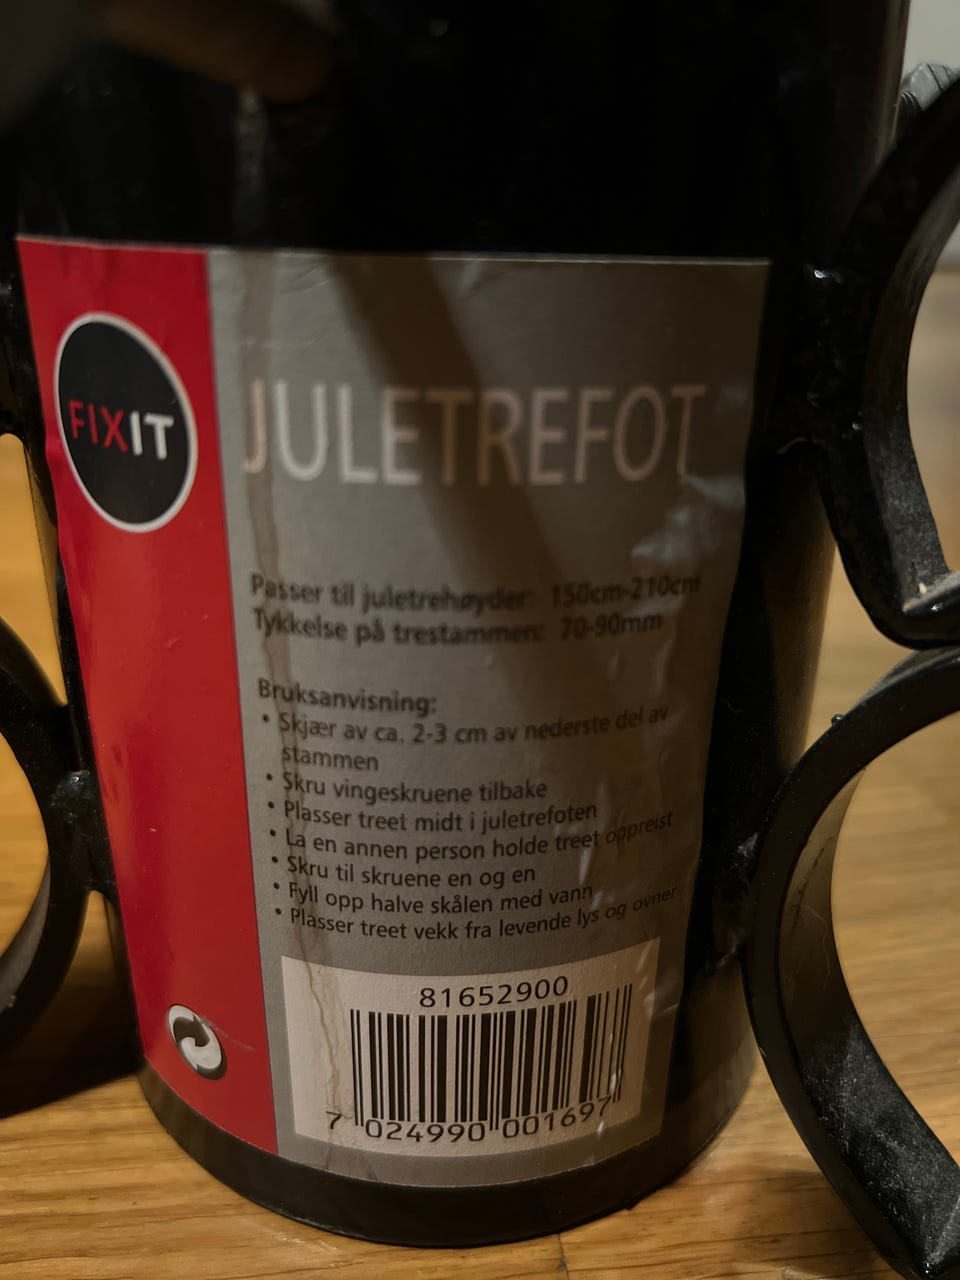 FIXIT
JULETREFOT
Passer til juletrehøyder: 150cm-210cm
Tykkelse på trestammen: 70-90mm
Bruksanvisning:
• Skjær av ca. 2-3 cm av nederste del av
stammen
• Skru vingeskruene tilbake
• Plasser treet midt i juletrefoten
• La en annen person holde treet oppreist
• Skru til skruene en og en
• Fyll opp halve skålen med vann
• Plasser treet vekk fra levende lys og ovner
81652900
7 024990 001697